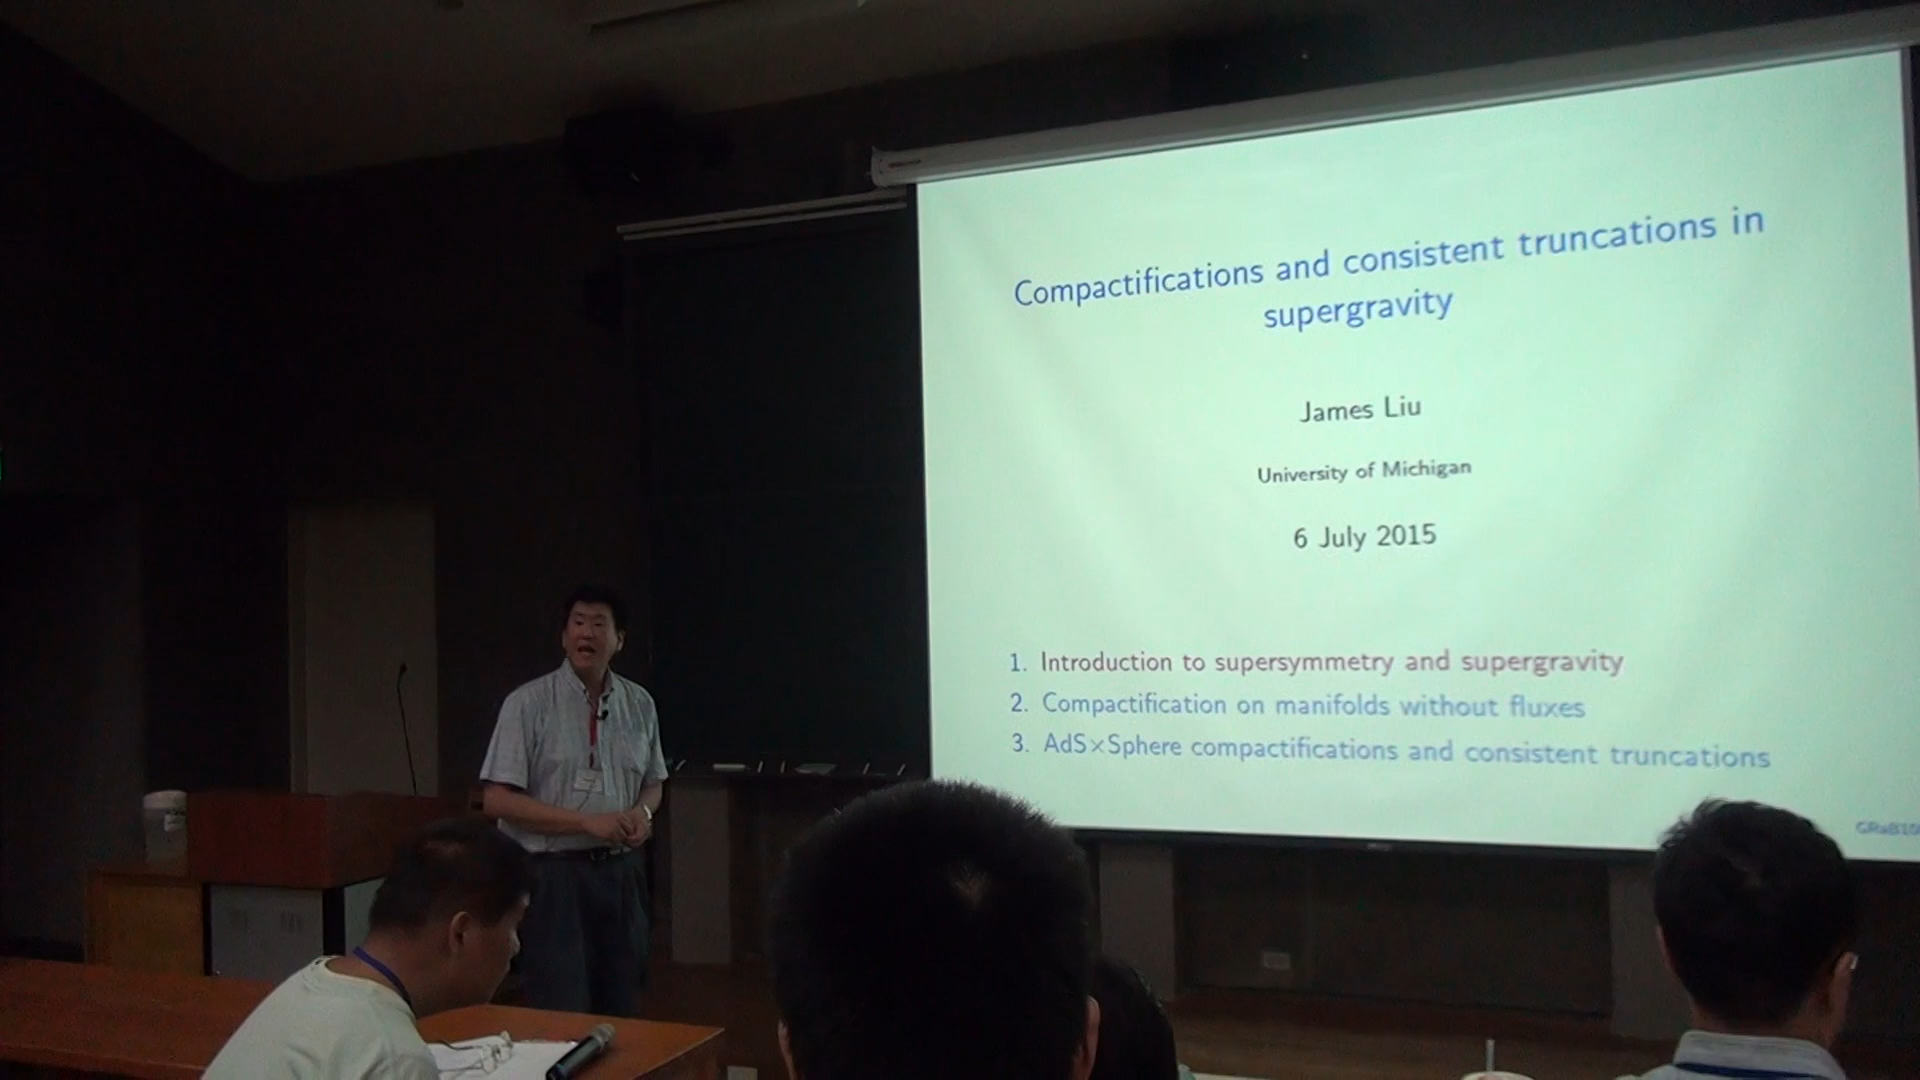 Compactifications and consistent truncations in
supergravity
James Liu
University of Michigan
6 July 2015
1. Introduction to supersymmetry and supergravity
2. Compactification on manifolds without fluxes
3. AdS×Sphere compactifications and consistent truncations